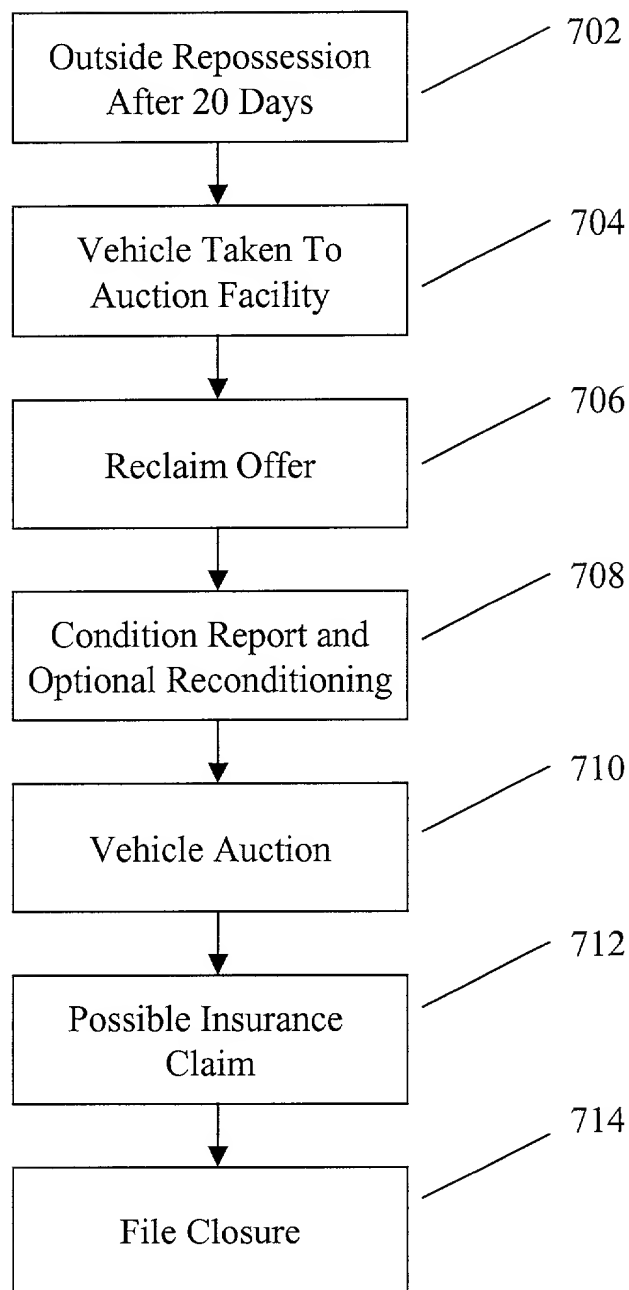 702
Outside Repossession
After 20 Days
704
Vehicle Taken To
Auction Facility
706
Reclaim Offer
708
Condition Report and
Optional Reconditioning
710
Vehicle Auction
712
Possible Insurance
Claim
714
File Closure